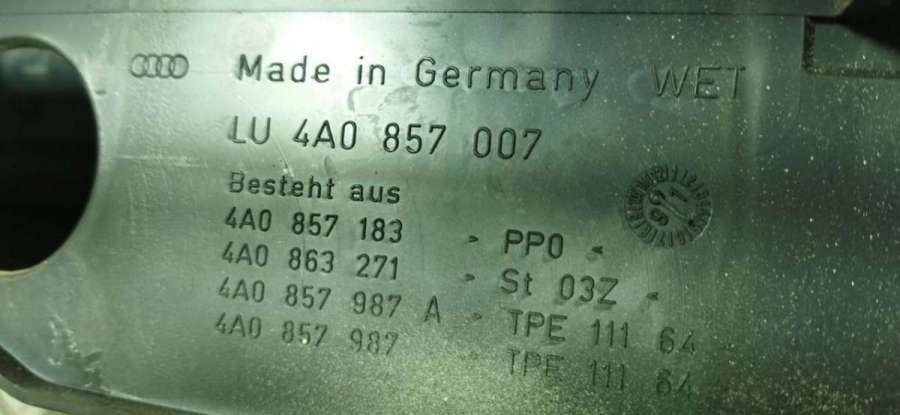 Made in Germany WET
LU 4A0 857 007
Besteht aus
4A0 857 183 > PPO <
4A0 863 271 > St 03Z <
4A0 857 987 A > TPE 111 64
4A0 857 987 TPE 111 64